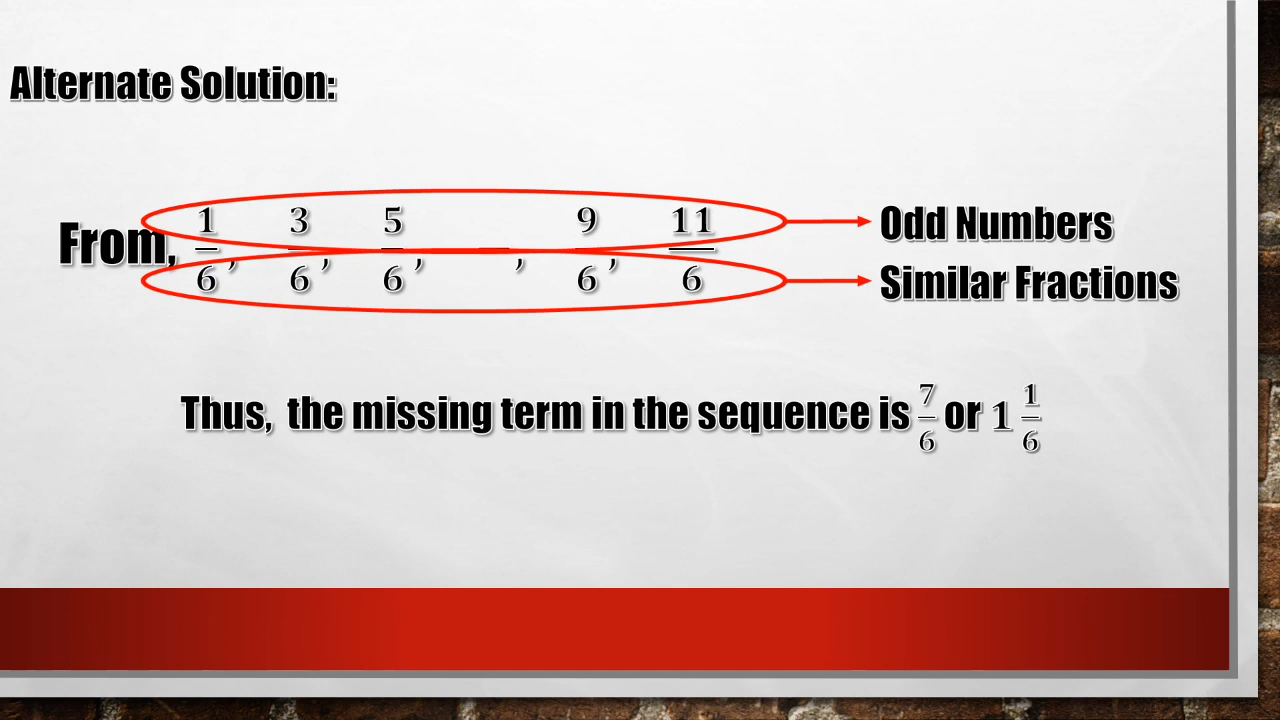 Alternate Solution:
From, 1/6, 3/6, 5/6, _, 9/6, 11/6
Odd Numbers
Similar Fractions
Thus, the missing term in the sequence is 7/6 or 1 1/6